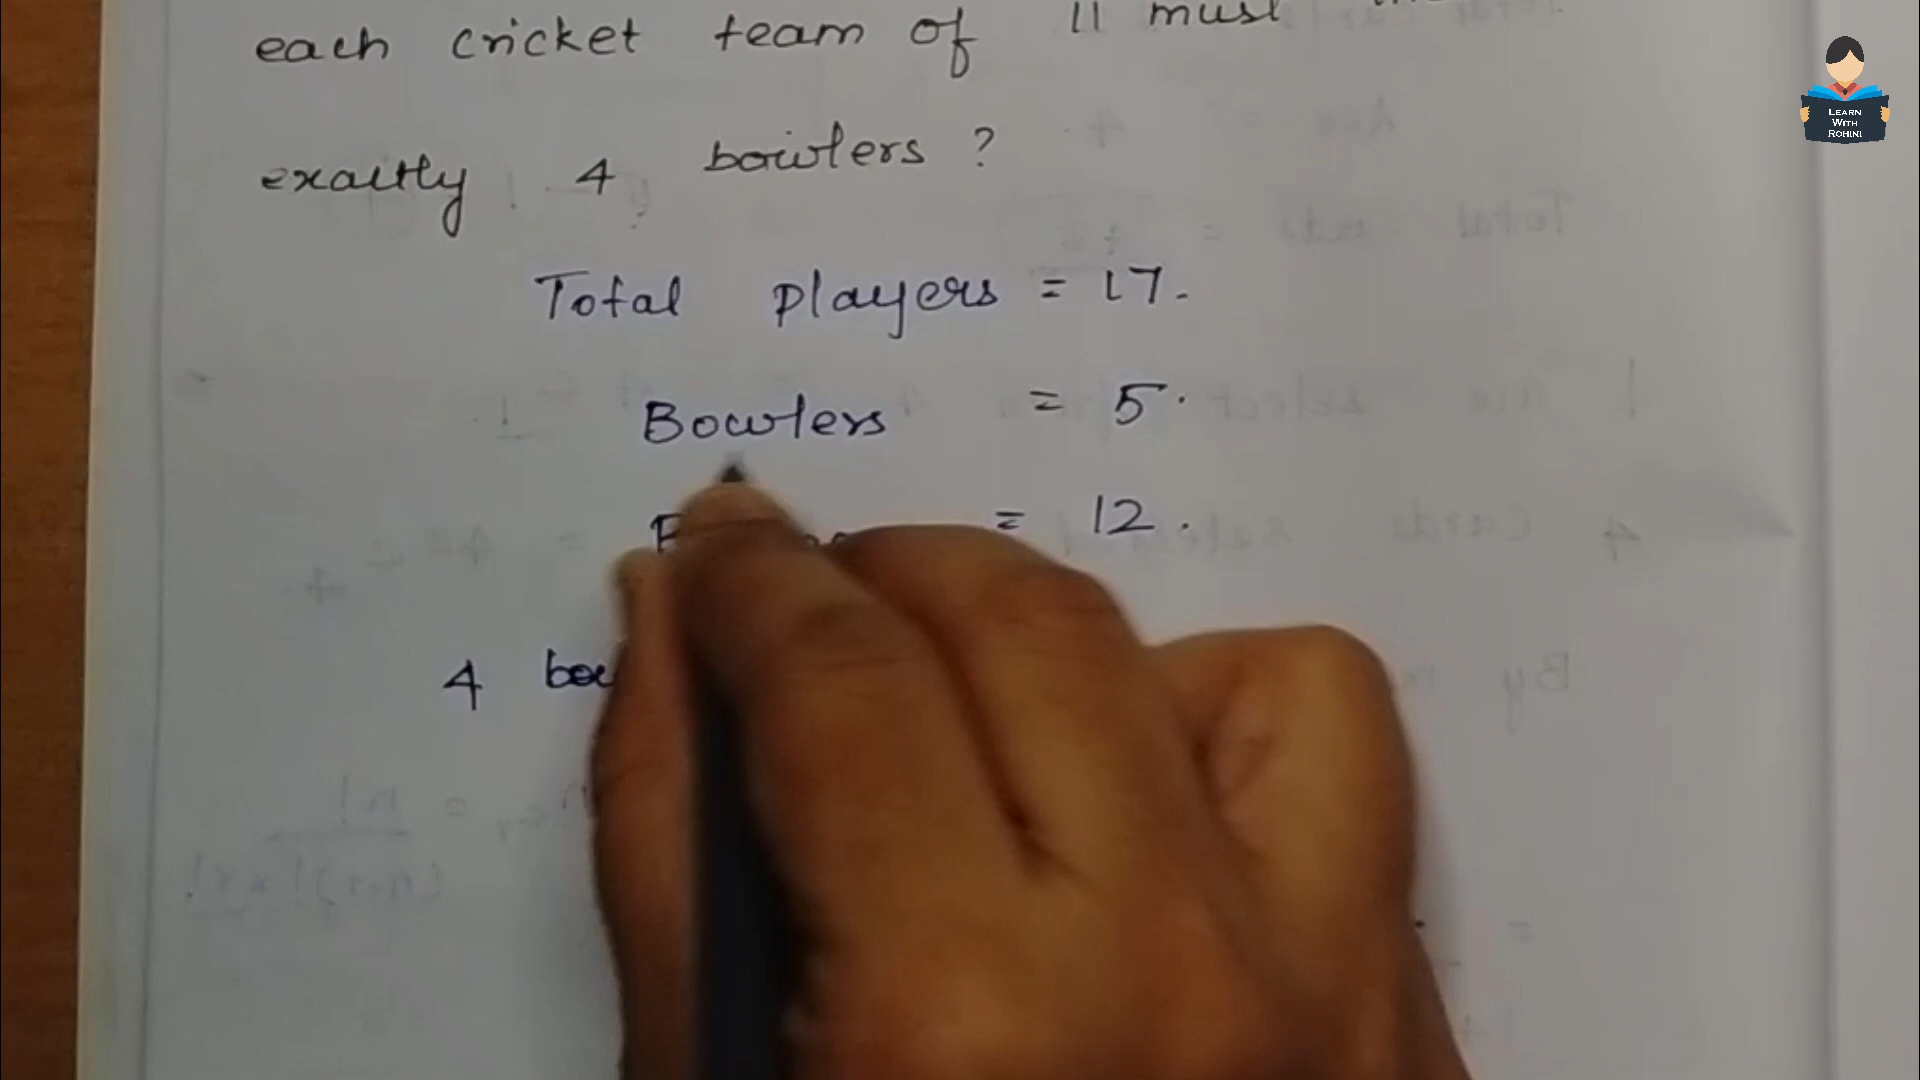 each cricket team of 11 must
exactly 4 bowlers ?
Total players = 17.
Bowlers = 5.
= 12.
4
LEARN
WITH
ROHINI